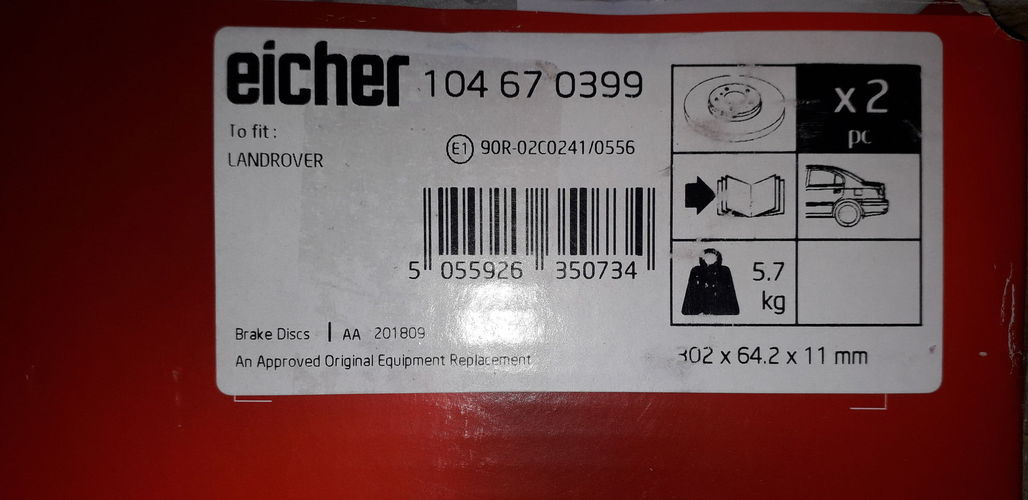 eicher 104 67 0399
To fit :
LANDROVER
E1 90R-02C0241/0556
x 2
pc
5 055926 350734
5.7
kg
Brake Discs | AA 201809
An Approved Original Equipment Replacement
302 x 64.2 x 11 mm